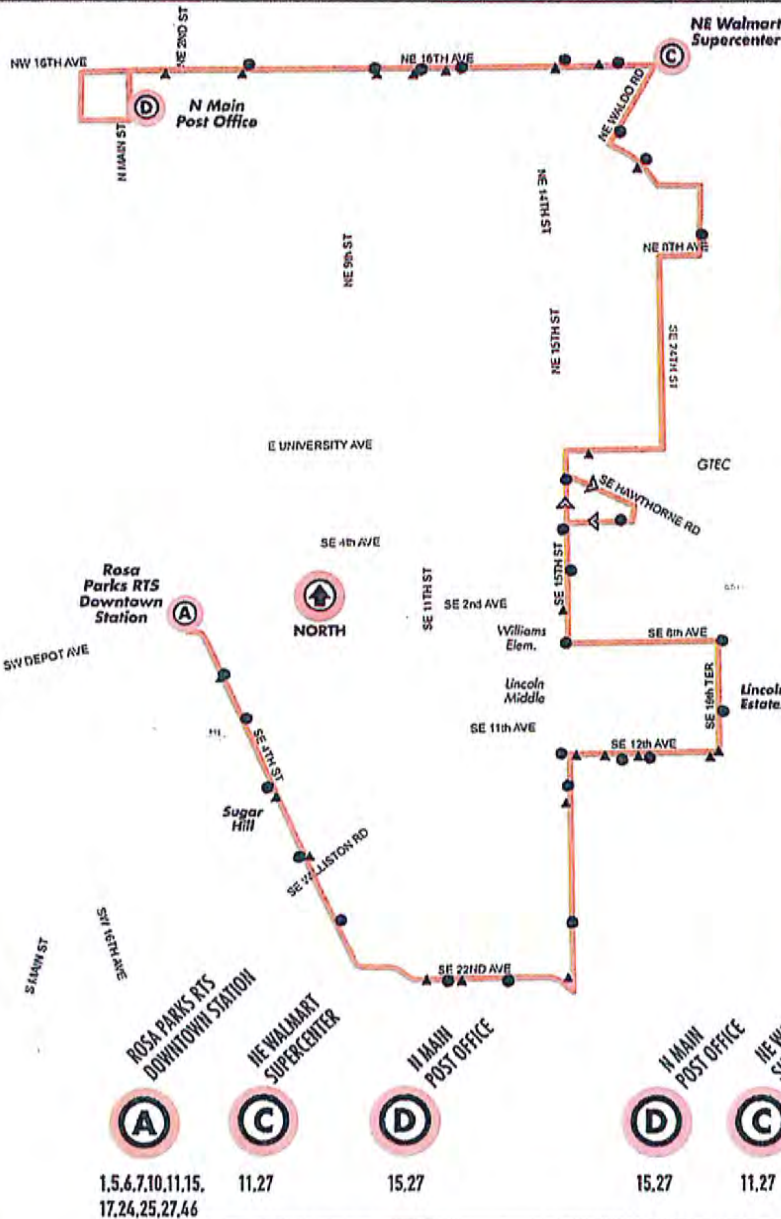 NE Walmart
Supercenter
NW 16TH AVE
NE 2ND ST
NE 16TH AVE
C
D
N Main
Post Office
N MAIN ST
NE WALDO RD
NE 14TH ST
NE 9th ST
NE 8TH AVE
NE 15TH ST
SE 24TH ST
E UNIVERSITY AVE
GTEC
SE HAWTHORNE RD
SE 4th AVE
Rosa
Parks RTS
Downtown
Station
A
NORTH
SE 11TH ST
SE 2nd AVE
SE 15TH ST
Williams
Elem.
SE 8th AVE
SW DEPOT AVE
Lincoln
Middle
SE 19th TER
Lincoln
Estate
SE 11th AVE
SE 12th AVE
SE 4TH ST
Sugar
Hill
SE WILLISTON RD
S MAIN ST
SW 16TH AVE
SE 22ND AVE
ROSA PARKS RTS
DOWNTOWN STATION
NE WALMART
SUPERCENTER
N MAIN
POST OFFICE
N MAIN
POST OFFICE
A
C
D
D
C
1,5,6,7,10,11,15,
17,24,25,27,46
11,27
15,27
15,27
11,27